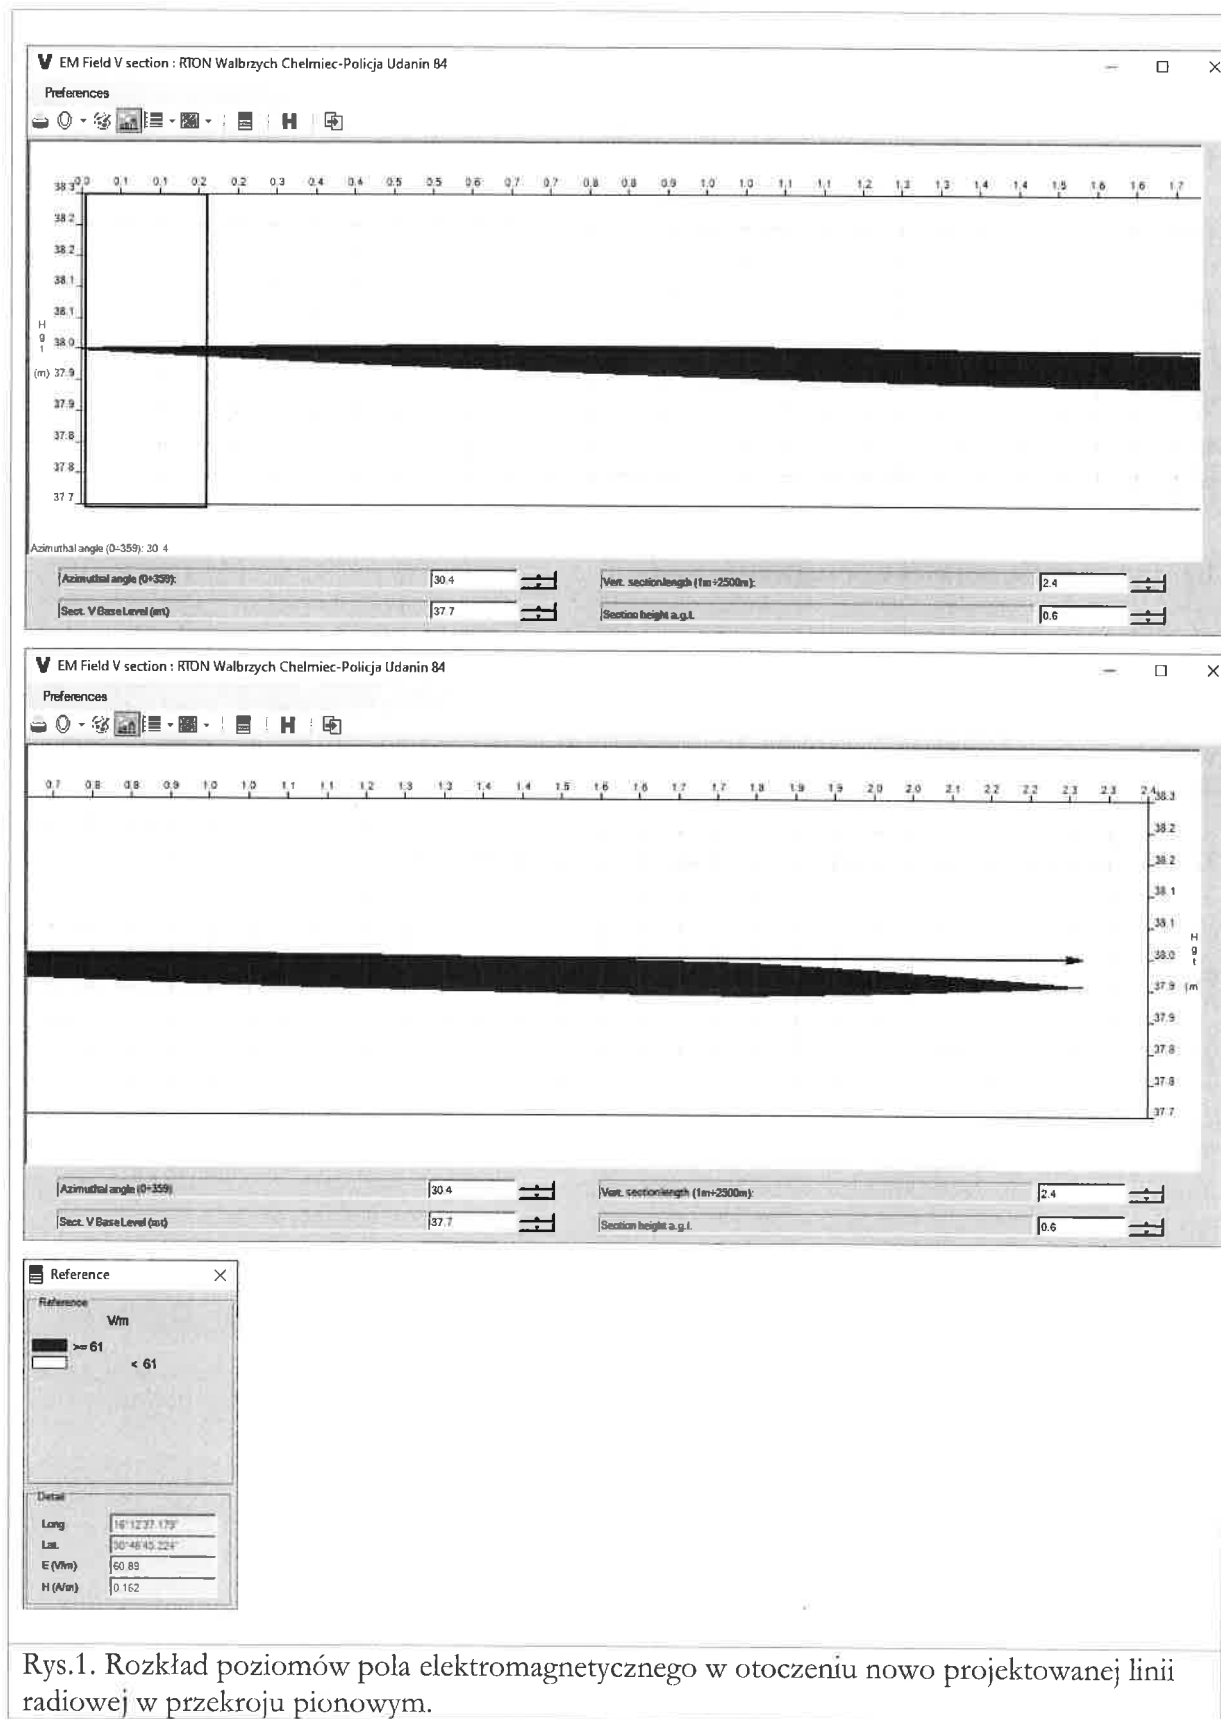 EM Field V section : RTON Walbrzych Chelmiec-Policja Udanin 84
Preferences
H
0.0 0.1 0.1 0.2 0.2 0.3 0.4 0.4 0.5 0.5 0.6 0.7 0.7 0.8 0.8 0.9 1.0 1.0 1.1 1.1 1.2 1.3 1.3 1.4 1.4 1.5 1.6 1.6 1.7
38.3
38.2
38.2
38.1
38.1
38.0
37.9
37.9
37.8
37.8
37.7
H
g
t
(m)
Azimuthal angle (0÷359): 30.4
Azimuthal angle (0÷359): 30.4 Vert. section length (1m÷2500m): 2.4
Sect. V Base Level (mt) 37.7 Section height a.g.l. 0.6
EM Field V section : RTON Walbrzych Chelmiec-Policja Udanin 84
Preferences
H
0.7 0.8 0.8 0.9 1.0 1.0 1.1 1.1 1.2 1.3 1.3 1.4 1.4 1.5 1.6 1.6 1.7 1.7 1.8 1.9 1.9 2.0 2.0 2.1 2.2 2.2 2.3 2.3 2.4
38.3
38.2
38.2
38.1
38.1
38.0
37.9
37.9
37.8
37.8
37.7
H
g
t
(m
Azimuthal angle (0÷359) 30.4 Vert. section length (1m÷2500m): 2.4
Sect. V Base Level (mt) 37.7 Section height a.g.l. 0.6
Reference
Reference
V/m
>= 61
< 61
Detail
Long 16°12'37.179"
Lat.
E (V/m) 60.89
H (A/m) 0.162
Rys.1. Rozkład poziomów pola elektromagnetycznego w otoczeniu nowo projektowanej linii
radiowej w przekroju pionowym.